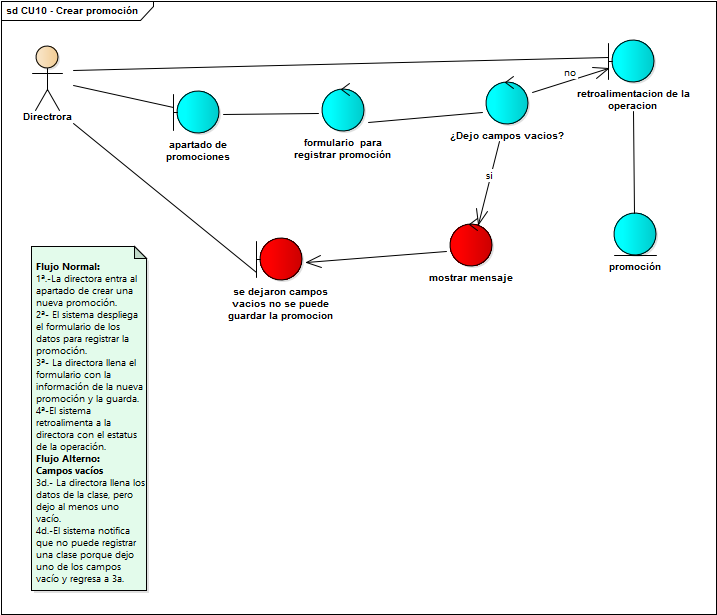 sd CU10 - Crear promoción
Directrora
apartado de
promociones
formulario para
registrar promoción
¿Dejo campos vacios?
no
retroalimentacion de la
operacion
si
promoción
mostrar mensaje
se dejaron campos
vacios no se puede
guardar la promocion
Flujo Normal:
1ª.-La directora entra al
apartado de crear una
nueva promoción.
2ª- El sistema despliega
el formulario de los
datos para registrar la
promoción.
3ª- La directora llena el
formulario con la
información de la nueva
promoción y la guarda.
4ª-El sistema
retroalimenta a la
directora con el estatus
de la operación.
Flujo Alterno:
Campos vacíos
3d.- La directora llena los
datos de la clase, pero
dejo al menos uno
vacío.
4d.-El sistema notifica
que no puede registrar
una clase porque dejo
uno de los campos
vacío y regresa a 3a.